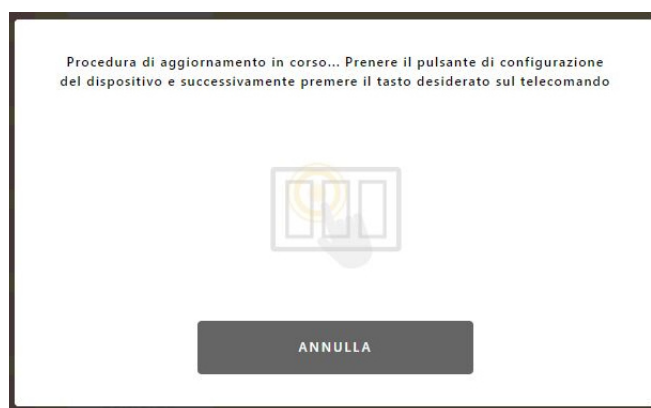 Procedura di aggiornamento in corso... Prenere il pulsante di configurazione
del dispositivo e successivamente premere il tasto desiderato sul telecomando
ANNULLA